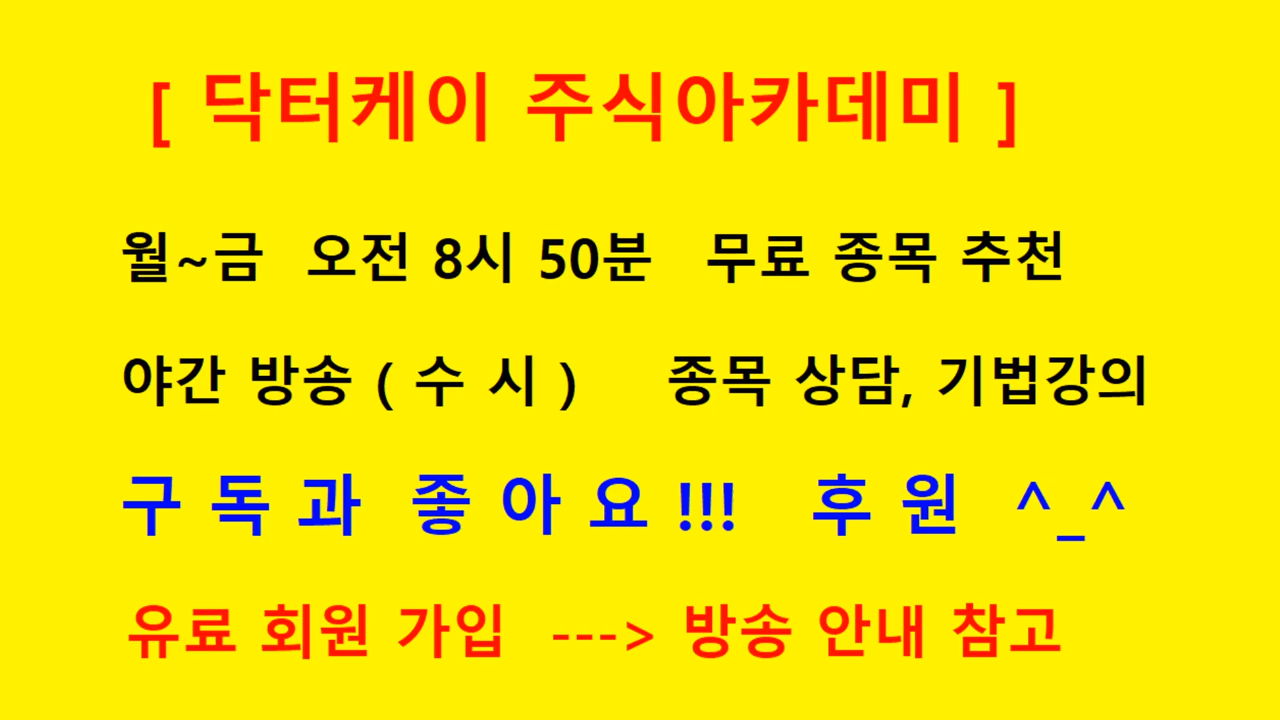 [ 닥터케이 주식아카데미 ]
월~금 오전 8시 50분 무료 종목 추천
야간 방송 ( 수 시 ) 종목 상담, 기법강의
구 독 과 좋 아 요 !!! 후 원 ^_^
유료 회원 가입 ---> 방송 안내 참고